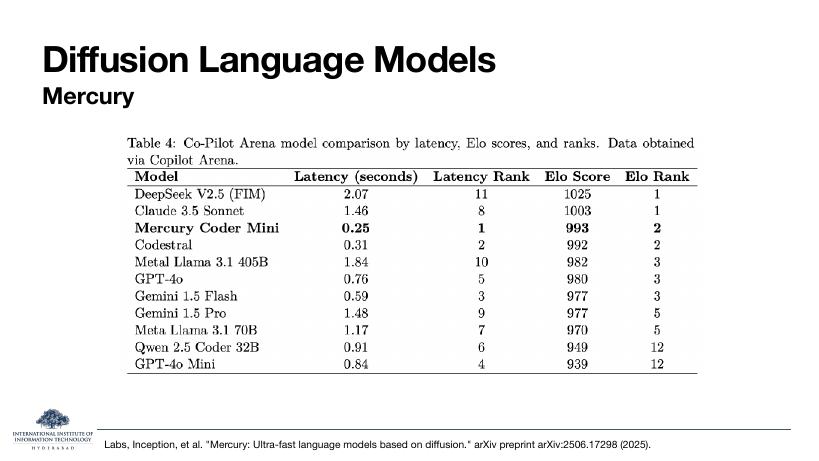 Diffusion Language Models
Mercury
Table 4: Co-Pilot Arena model comparison by latency, Elo scores, and ranks. Data obtained
via Copilot Arena.
Model Latency (seconds) Latency Rank Elo Score Elo Rank
DeepSeek V2.5 (FIM) 2.07 11 1025 1
Claude 3.5 Sonnet 1.46 8 1003 1
Mercury Coder Mini 0.25 1 993 2
Codestral 0.31 2 992 2
Metal Llama 3.1 405B 1.84 10 982 3
GPT-4o 0.76 5 980 3
Gemini 1.5 Flash 0.59 3 977 3
Gemini 1.5 Pro 1.48 9 977 5
Meta Llama 3.1 70B 1.17 7 970 5
Qwen 2.5 Coder 32B 0.91 6 949 12
GPT-4o Mini 0.84 4 939 12
INTERNATIONAL INSTITUTE OF
INFORMATION TECHNOLOGY
HYDERABAD
Labs, Inception, et al. "Mercury: Ultra-fast language models based on diffusion." arXiv preprint arXiv:2506.17298 (2025).